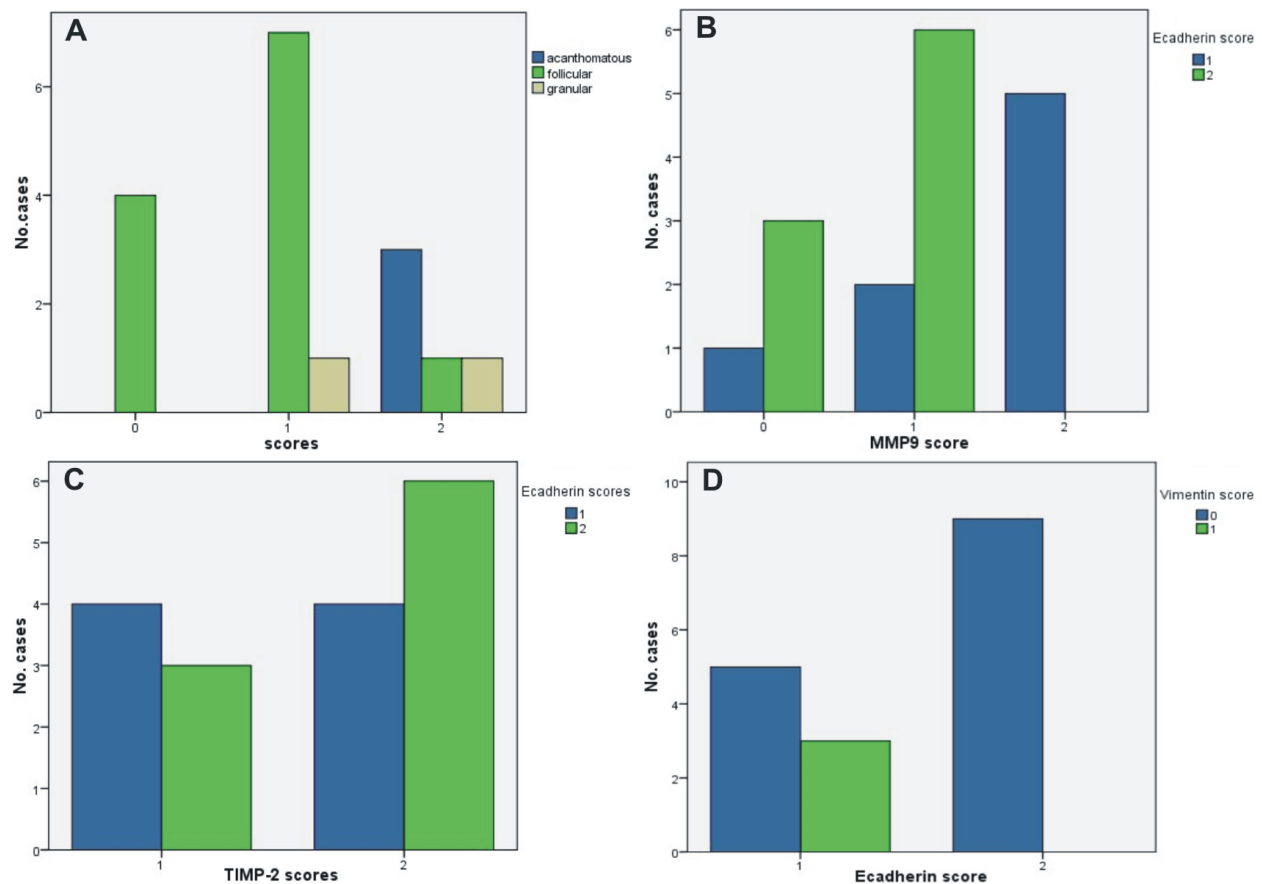 A
No.cases
6
4
2
0
0 1 2
scores
acanthomatous
follicular
granular
B
No. cases
6
5
4
3
2
1
0
0 1 2
MMP9 score
Ecadherin score
1
2
C
No. cases
6
5
4
3
2
1
0
1 2
TIMP-2 scores
Ecadherin scores
1
2
D
No. cases
10
8
6
4
2
0
1 2
Ecadherin score
Vimentin score
0
1